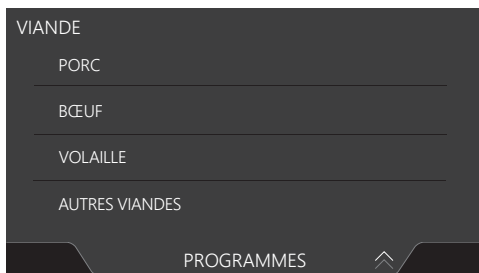 VIANDE
PORC
BŒUF
VOLAILLE
AUTRES VIANDES
PROGRAMMES